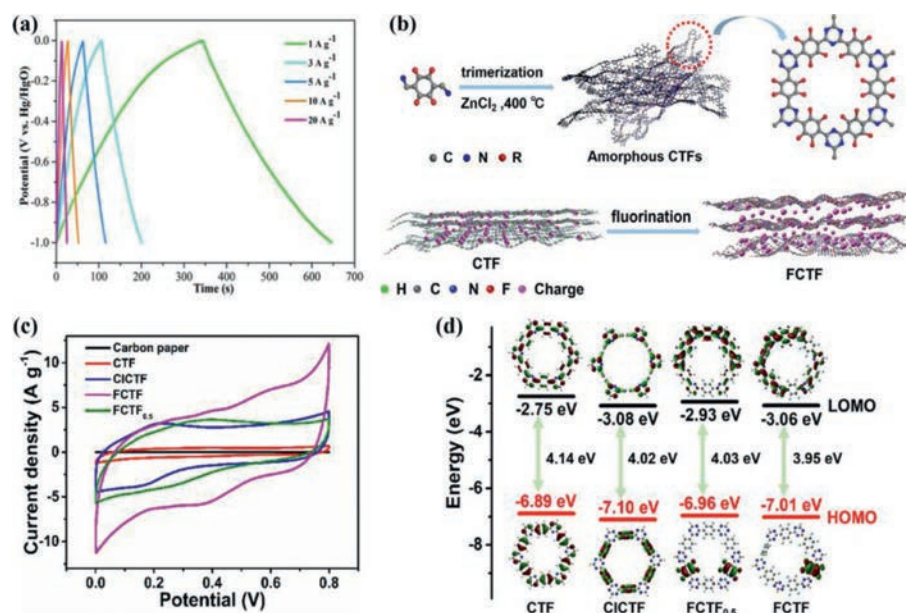 (a)
0.0
-0.2
-0.4
-0.6
-0.8
-1.0
Potential (V vs. Hg/HgO)
1 A g⁻¹
3 A g⁻¹
5 A g⁻¹
10 A g⁻¹
20 A g⁻¹
0 100 200 300 400 500 600 700
Time (s)
(b)
trimerization
ZnCl₂ ,400 °C
Amorphous CTFs
C N R
fluorination
CTF
FCTF
H C N F Charge
(c)
Carbon paper
CTF
ClCTF
FCTF
FCTF₀.₅
10
5
0
-5
-10
Current density (A g⁻¹)
0.0 0.2 0.4 0.6 0.8
Potential (V)
(d)
-2
-4
-6
-8
Energy (eV)
-2.75 eV
-3.08 eV
-2.93 eV
-3.06 eV
LOMO
4.14 eV
4.02 eV
4.03 eV
3.95 eV
-6.89 eV
-7.10 eV
-6.96 eV
-7.01 eV
HOMO
CTF
ClCTF
FCTF₀.₅
FCTF